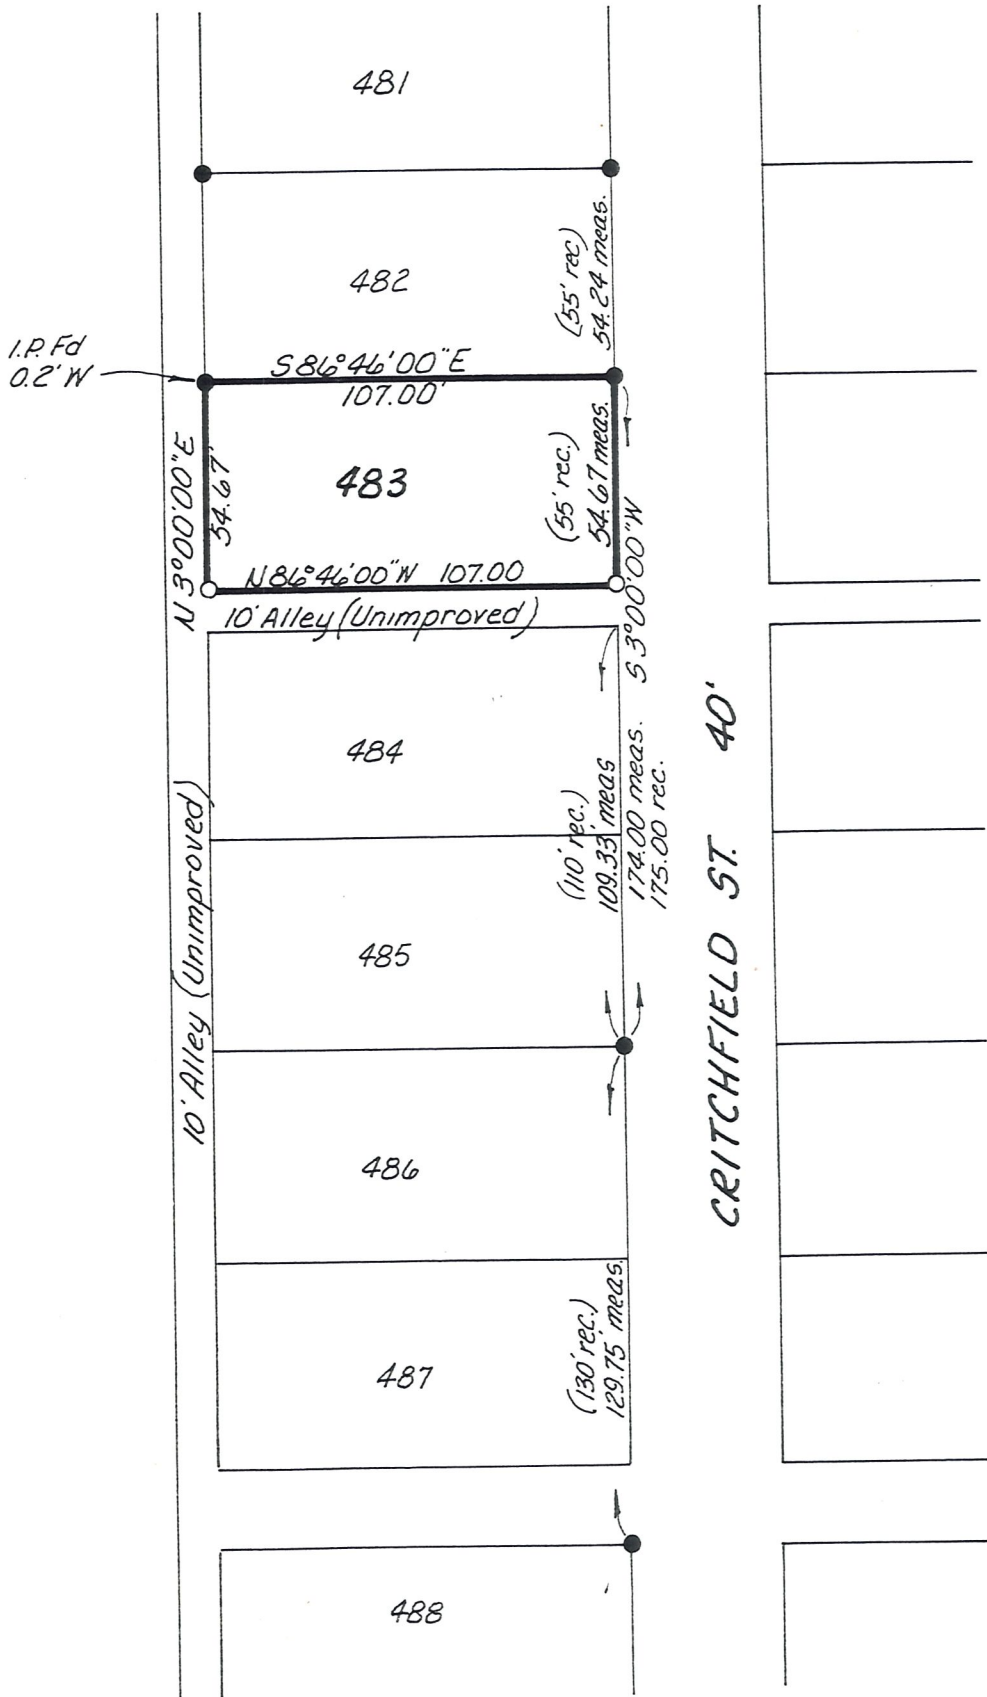 481
482
(55' rec)
54.24 meas.
I.P. Fd
0.2' W
S 86°46'00" E
107.00'
N 3°00'00" E
54.67'
483
(55' rec.)
54.67 meas.
S 3°00'00" W
N 86°46'00" W 107.00
10' Alley (Unimproved)
484
(110' rec.)
109.33' meas
174.00 meas.
175.00 rec.
CRITCHFIELD ST. 40'
10' Alley (Unimproved)
485
486
487
(130' rec.)
129.75' meas.
488